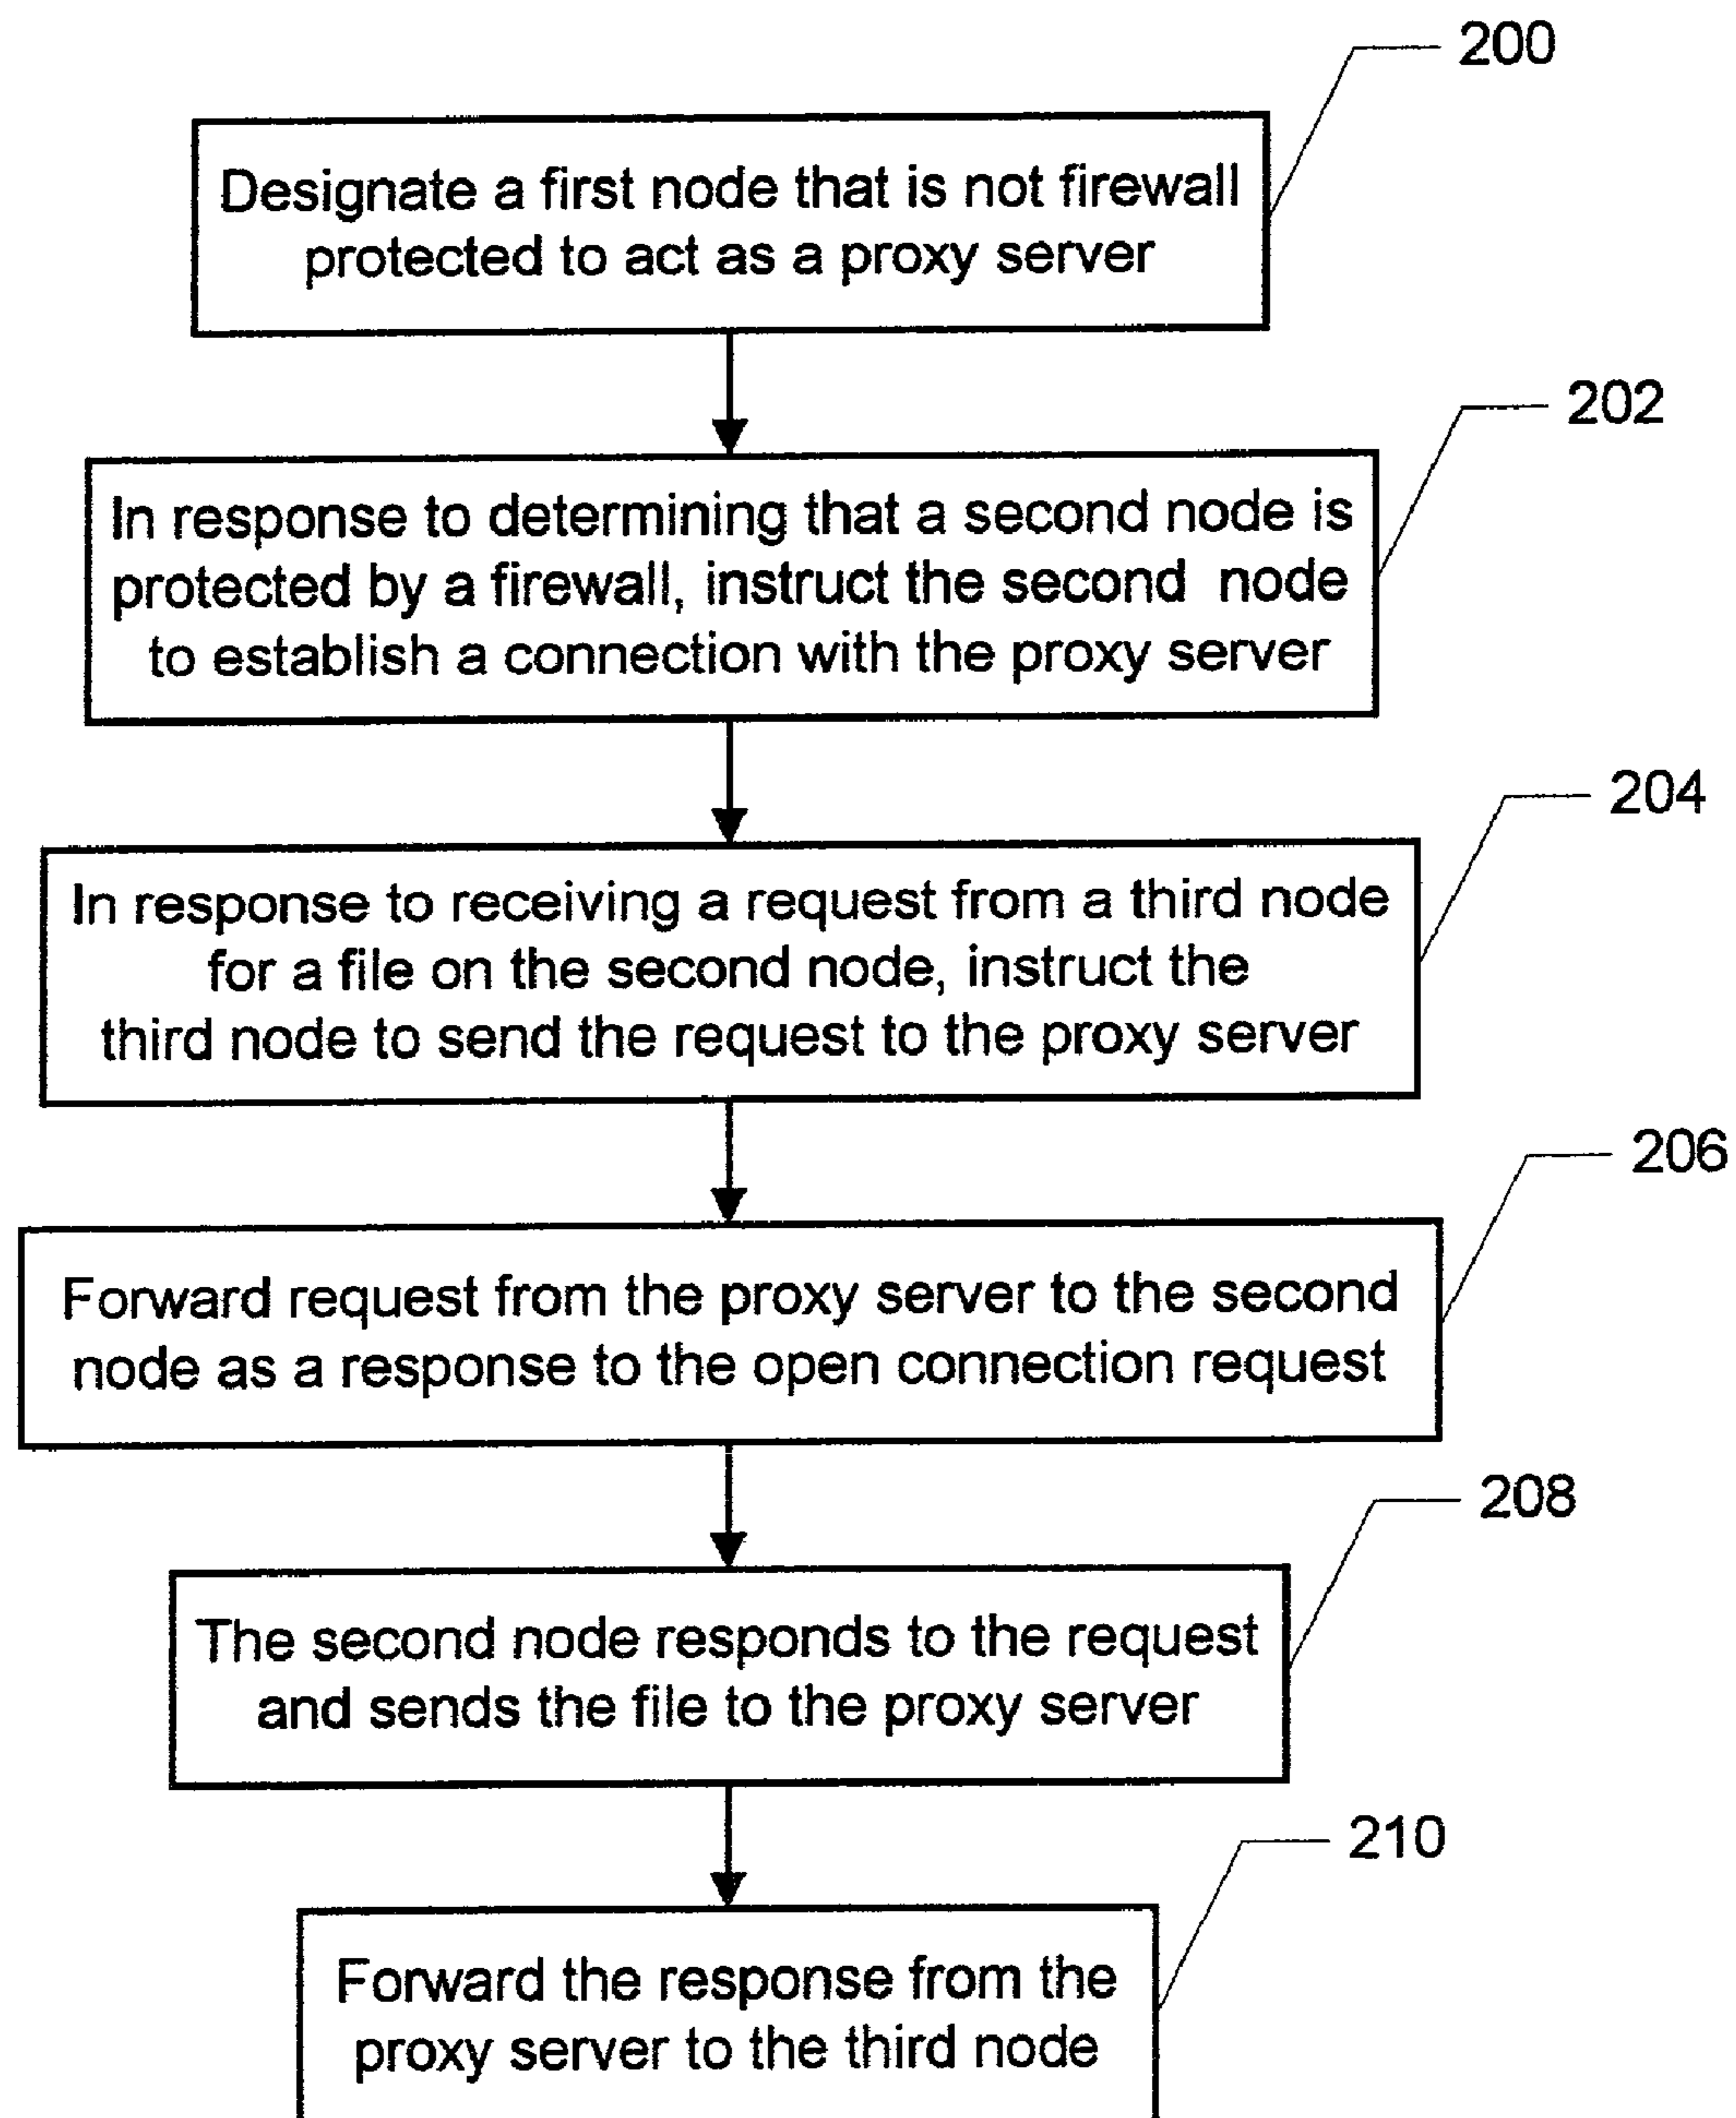 200
Designate a first node that is not firewall
protected to act as a proxy server
202
In response to determining that a second node is
protected by a firewall, instruct the second node
to establish a connection with the proxy server
204
In response to receiving a request from a third node
for a file on the second node, instruct the
third node to send the request to the proxy server
206
Forward request from the proxy server to the second
node as a response to the open connection request
208
The second node responds to the request
and sends the file to the proxy server
210
Forward the response from the
proxy server to the third node